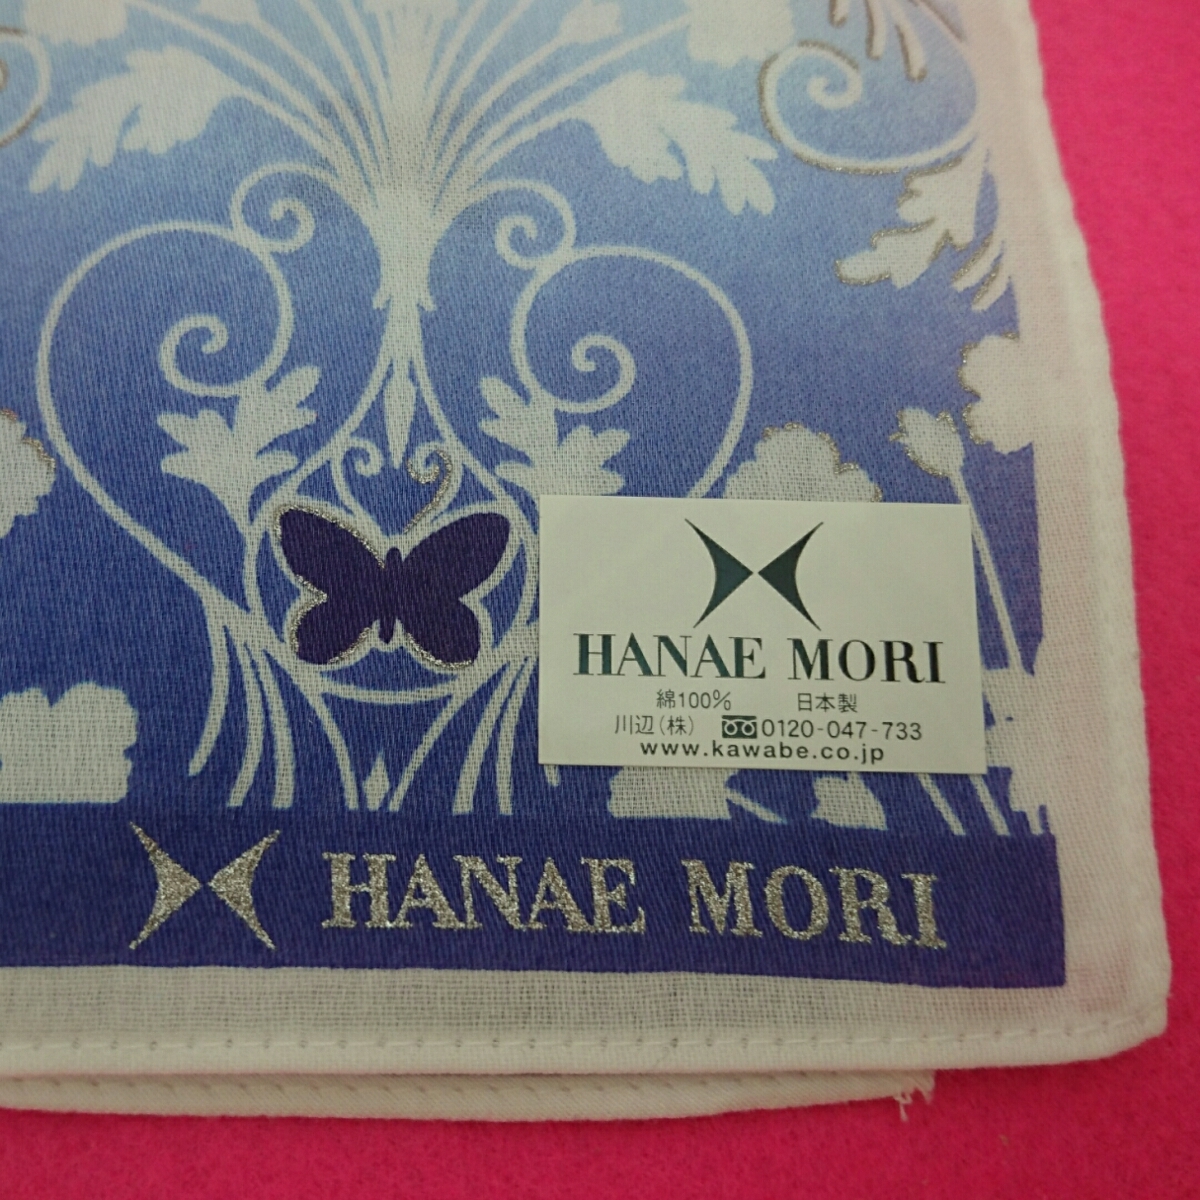 HANAE MORI
綿100% 日本製
川辺(株) 0120-047-733
www.kawabe.co.jp
HANAE MORI